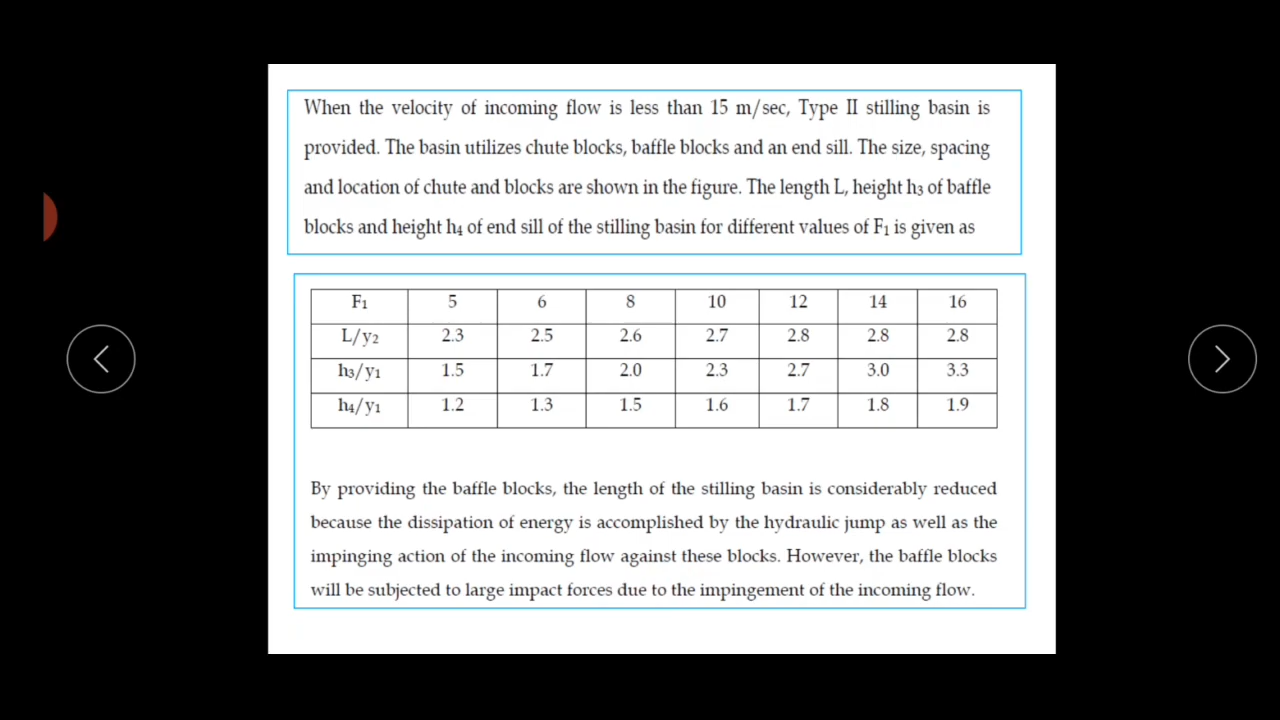 When the velocity of incoming flow is less than 15 m/sec, Type II stilling basin is
provided. The basin utilizes chute blocks, baffle blocks and an end sill. The size, spacing
and location of chute and blocks are shown in the figure. The length L, height h₃ of baffle
blocks and height h₄ of end sill of the stilling basin for different values of F₁ is given as
F₁ 5 6 8 10 12 14 16
L/y₂ 2.3 2.5 2.6 2.7 2.8 2.8 2.8
h₃/y₁ 1.5 1.7 2.0 2.3 2.7 3.0 3.3
h₄/y₁ 1.2 1.3 1.5 1.6 1.7 1.8 1.9
By providing the baffle blocks, the length of the stilling basin is considerably reduced
because the dissipation of energy is accomplished by the hydraulic jump as well as the
impinging action of the incoming flow against these blocks. However, the baffle blocks
will be subjected to large impact forces due to the impingement of the incoming flow.